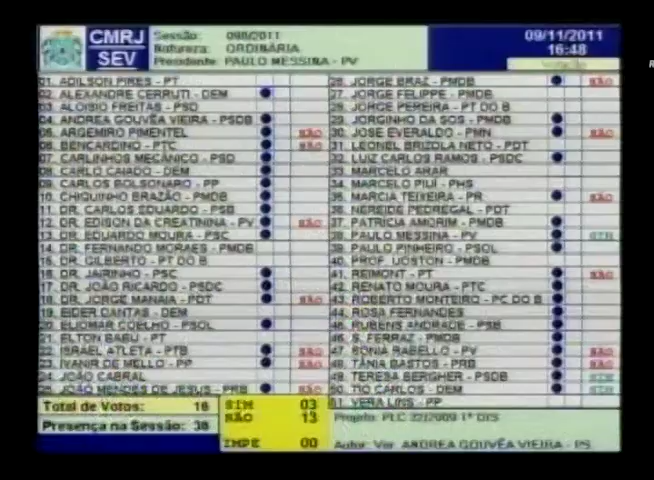 CMRJ
SEV
Sessão: 098/2011
Natureza: ORDINÁRIA
Presidente: PAULO MESSINA - PV
09/11/2011
16:48
Votação
01. ADILSON PIRES - PT
02. ALEXANDRE CERRUTI - DEM
03. ALOISIO FREITAS - PSD
04. ANDREA GOUVÊA VIEIRA - PSDB
05. ARGEMIRO PIMENTEL NÃO
06. BENCARDINO - PTC NÃO
07. CARLINHOS MECÂNICO - PSD
08. CARLO CAIADO - DEM
09. CARLOS BOLSONARO - PP
10. CHIQUINHO BRAZÃO - PMDB
11. DR. CARLOS EDUARDO - PSB
12. DR. EDISON DA CREATININA - PV NÃO
13. DR. EDUARDO MOURA - PSC
14. DR. FERNANDO MORAES - PMDB
15. DR. GILBERTO - PT DO B
16. DR. JAIRINHO - PSC
17. DR. JOÃO RICARDO - PSDC
18. DR. JORGE MANAIA - PDT NÃO
19. EIDER DANTAS - DEM
20. ELIOMAR COELHO - PSOL
21. ELTON BABU - PT
22. ISRAEL ATLETA - PTB NÃO
23. IVANIR DE MELLO - PP NÃO
24. JOÃO CABRAL
25. JOÃO MENDES DE JESUS - PRB NÃO
26. JORGE BRAZ - PMDB NÃO
27. JORGE FELIPPE - PMDB
28. JORGE PEREIRA - PT DO B
29. JORGINHO DA SOS - PMDB
30. JOSE EVERALDO - PMN NÃO
31. LEONEL BRIZOLA NETO - PDT
32. LUIZ CARLOS RAMOS - PSDC
33. MARCELO ARAR
34. MARCELO PIUÍ - PHS
35. MARCIA TEIXEIRA - PR NÃO
36. NEREIDE PEDREGAL - PDT
37. PATRICIA AMORIM - PMDB
38. PAULO MESSINA - PV SIM
39. PAULO PINHEIRO - PSOL
40. PROF. UOSTON - PMDB
41. REIMONT - PT NÃO
42. RENATO MOURA - PTC
43. ROBERTO MONTEIRO - PC DO B NÃO
44. ROSA FERNANDES
45. RUBENS ANDRADE - PSB
46. S. FERRAZ - PMDB
47. SONIA RABELLO - PV NÃO
48. TÂNIA BASTOS - PRB NÃO
49. TERESA BERGHER - PSDB SIM
50. TIO CARLOS - DEM SIM
51. VERA LINS - PP
Total de Votos: 16
Presença na Sessão: 36
SIM 03
NÃO 13
IMPE 00
Projeto: PLC 32/2009 1ª DIS
Autor: Ver. ANDREA GOUVÊA VIEIRA - PS